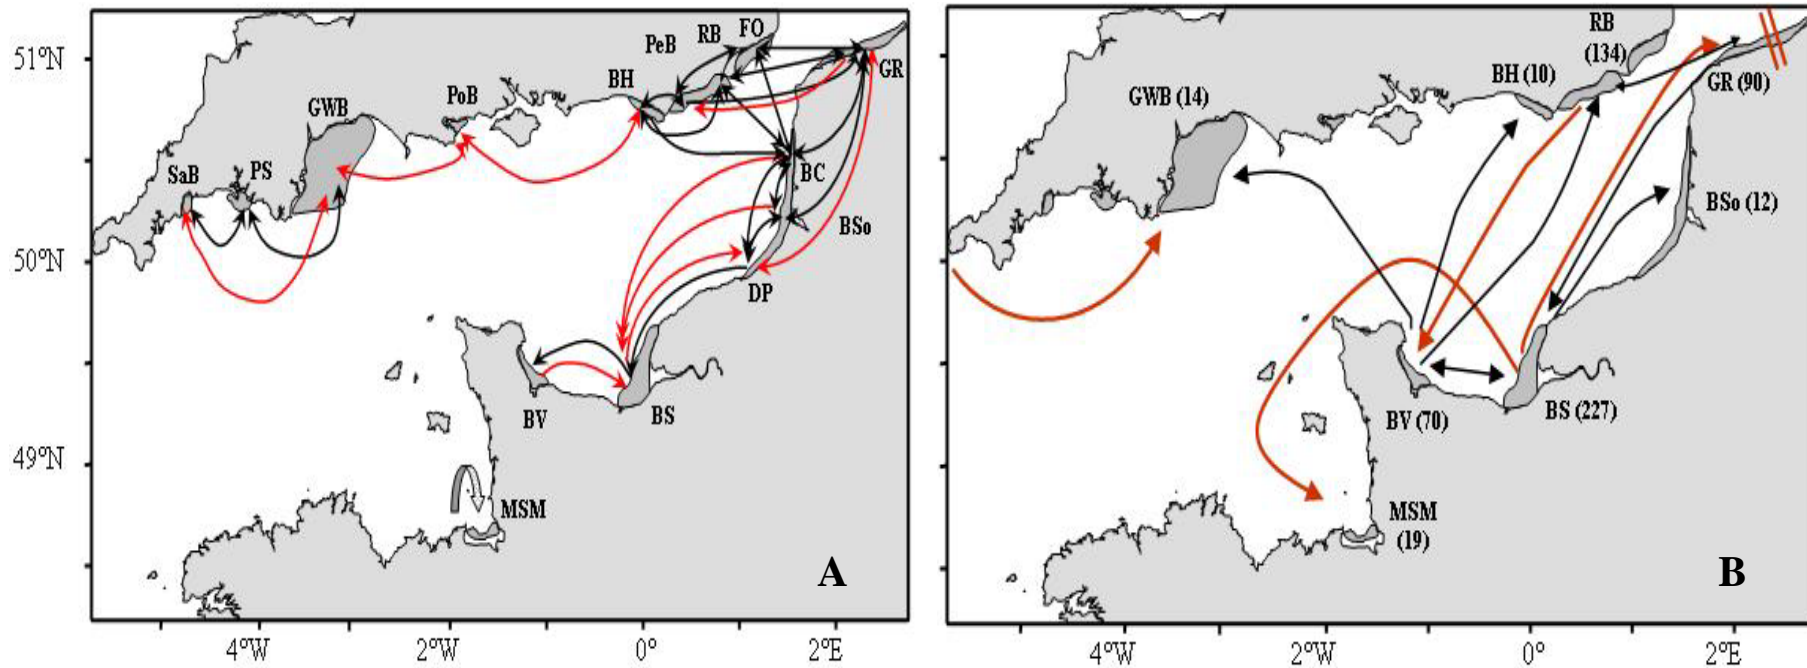 51°N
50°N
49°N
4°W
2°W
0°
2°E
SaB
PS
GWB
PoB
BH
PeB
RB
FO
GR
BC
BSo
DP
BV
BS
MSM
A
GWB (14)
BH (10)
RB
(134)
GR (90)
BSo (12)
BV (70)
BS (227)
MSM
(19)
B
4°W
2°W
0°
2°E